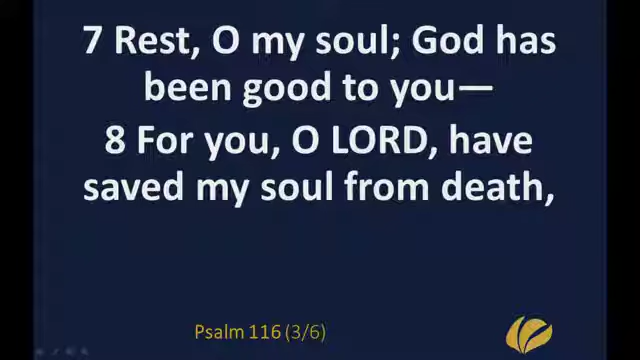 7 Rest, O my soul; God has
been good to you—
8 For you, O LORD, have
saved my soul from death,
Psalm 116 (3/6)